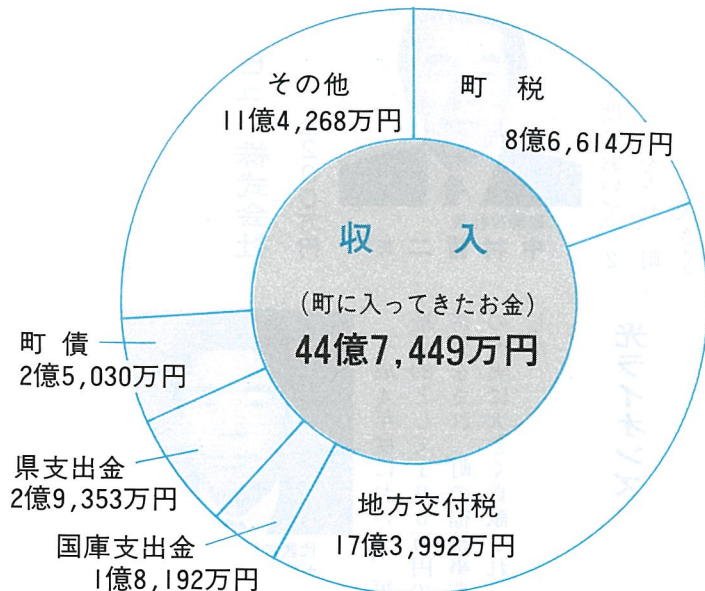 その他
11億4,268万円
町 税
8億6,614万円
収 入
(町に入ってきたお金)
44億7,449万円
町 債
2億5,030万円
県支出金
2億9,353万円
国庫支出金
1億8,192万円
地方交付税
17億3,992万円